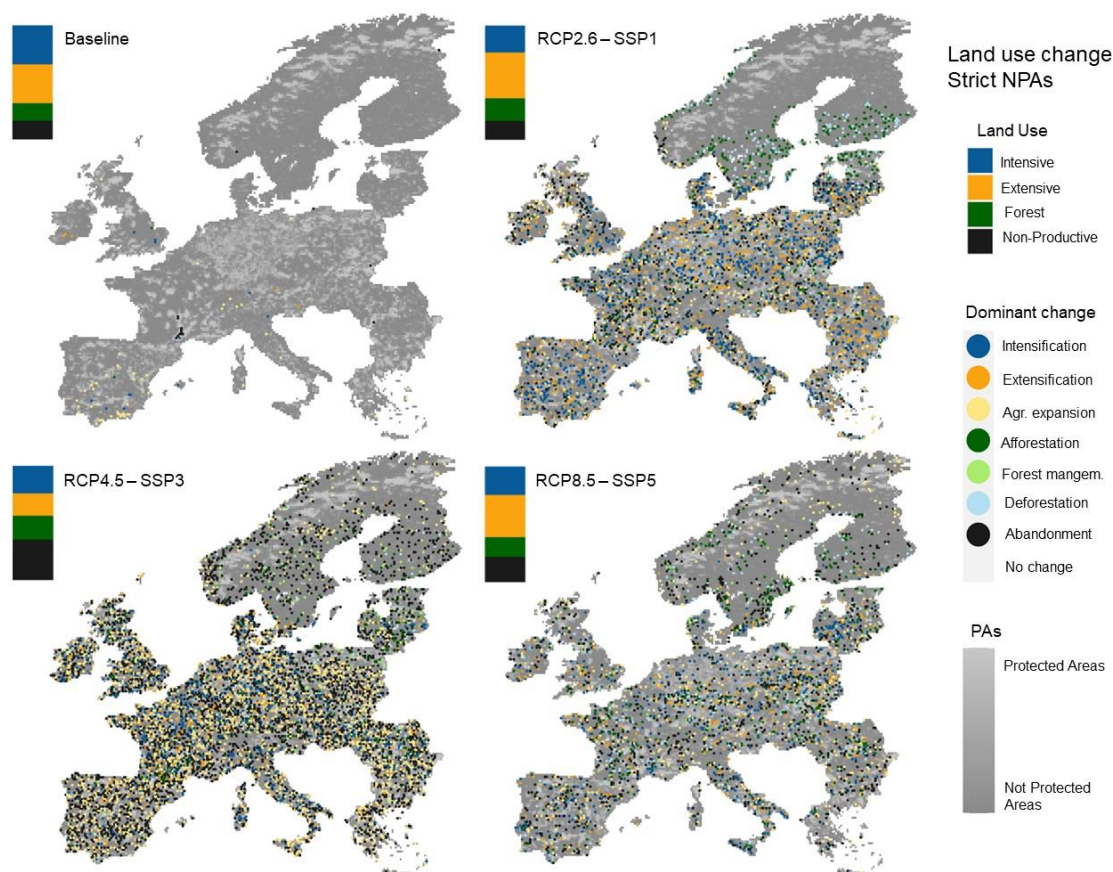 Baseline
RCP2.6 – SSP1
Land use change
Strict NPAs
Land Use
Intensive
Extensive
Forest
Non-Productive
Dominant change
Intensification
Extensification
Agr. expansion
Afforestation
Forest mangem.
Deforestation
Abandonment
No change
RCP4.5 – SSP3
RCP8.5 – SSP5
PAs
Protected Areas
Not Protected
Areas